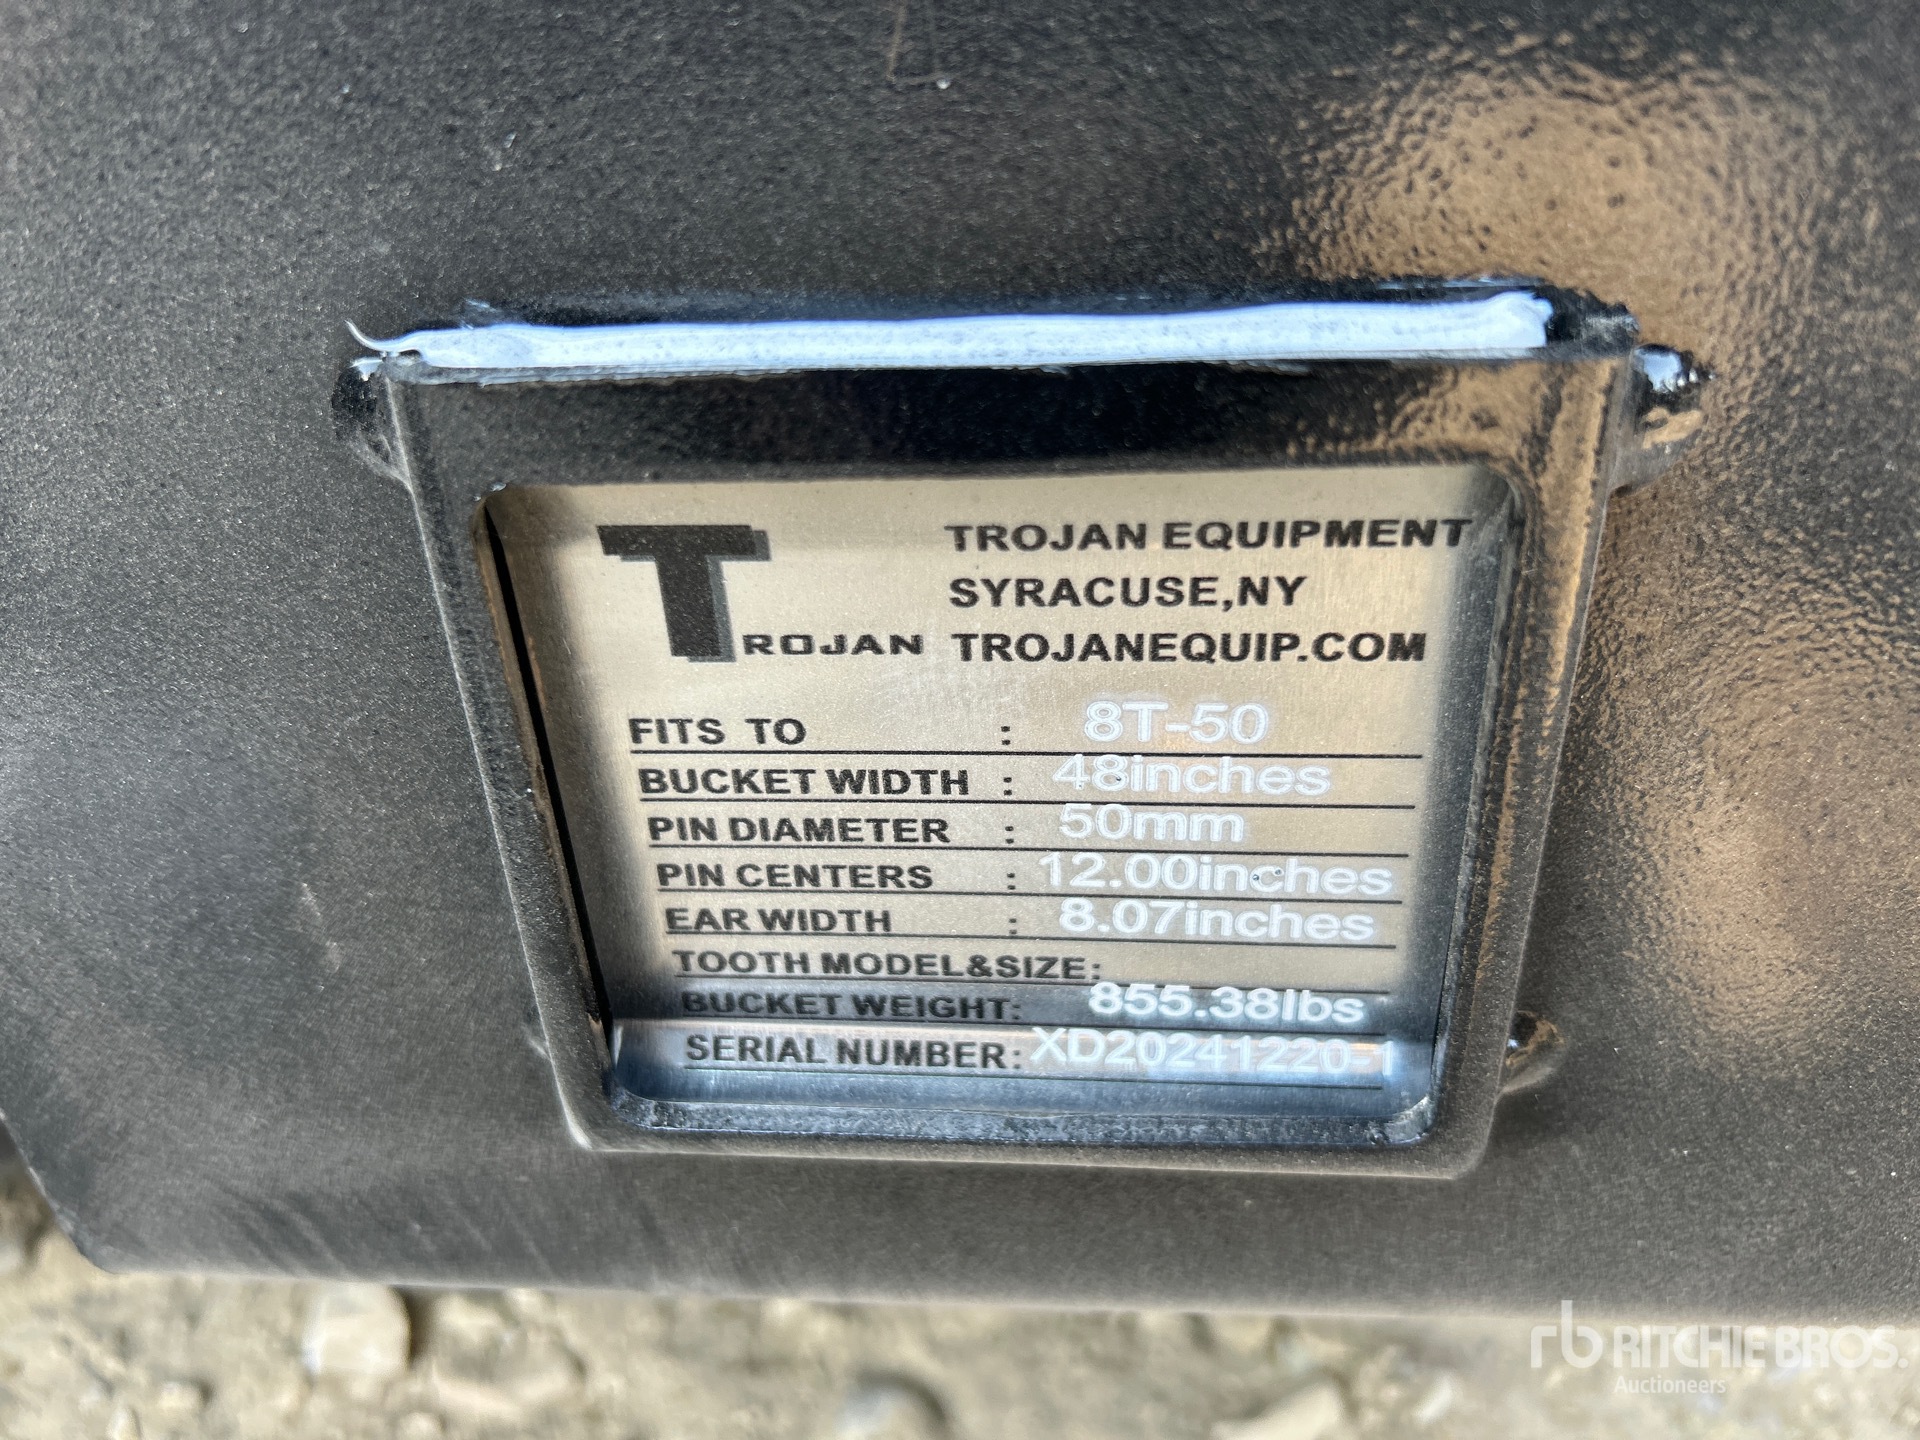 TROJAN
TROJAN EQUIPMENT
SYRACUSE,NY
TROJANEQUIP.COM
FITS TO : 8T-50
BUCKET WIDTH : 48inches
PIN DIAMETER : 50mm
PIN CENTERS : 12.00inches
EAR WIDTH : 8.07inches
TOOTH MODEL&SIZE:
BUCKET WEIGHT: 855.38lbs
SERIAL NUMBER: XD20241220-1
rb RITCHIE BROS.
Auctioneers